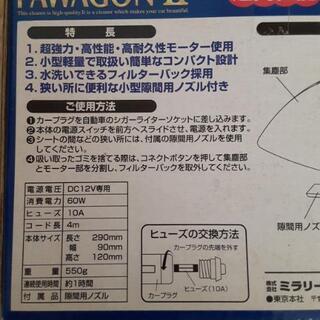 FAWAGON-II
This cleaner is high-quality.It is a cleaner which makes your car beautiful.
特長
1. 超強力・高性能・高耐久性モーター使用
2. 小型軽量で取扱い簡単なコンパクト設計
3. 水洗いできるフィルターパック採用
4. 狭い所に便利な小型隙間用ノズル付き
集塵部
ご使用方法
1 カープラグを自動車のシガーライターソケットに差し込みます。
2 本体の電源スイッチを前方へスライドさせ、電源を入れます。
3 シートの間などの狭い所には、付属の隙間用ノズルを使用して下さい。
4 吸い取ったゴミを捨てる際は、コネクトボタンを押して集塵部とモーター部を分割し、フィルターパックを取外してください。
隙間用ノズ
電源電圧 DC12V専用
消費電力 60W
ヒューズ 10A
コード長 4m
本体サイズ 長さ 290mm
幅 90mm
高さ 120mm
重量 550g
連続使用時間 約1時間
付属品 隙間用ノズル
ヒューズの交換方法
カープラグの先端を外す
カープラグ
ヒューズ(10A)
株式会社 ミラリー
●東京本社